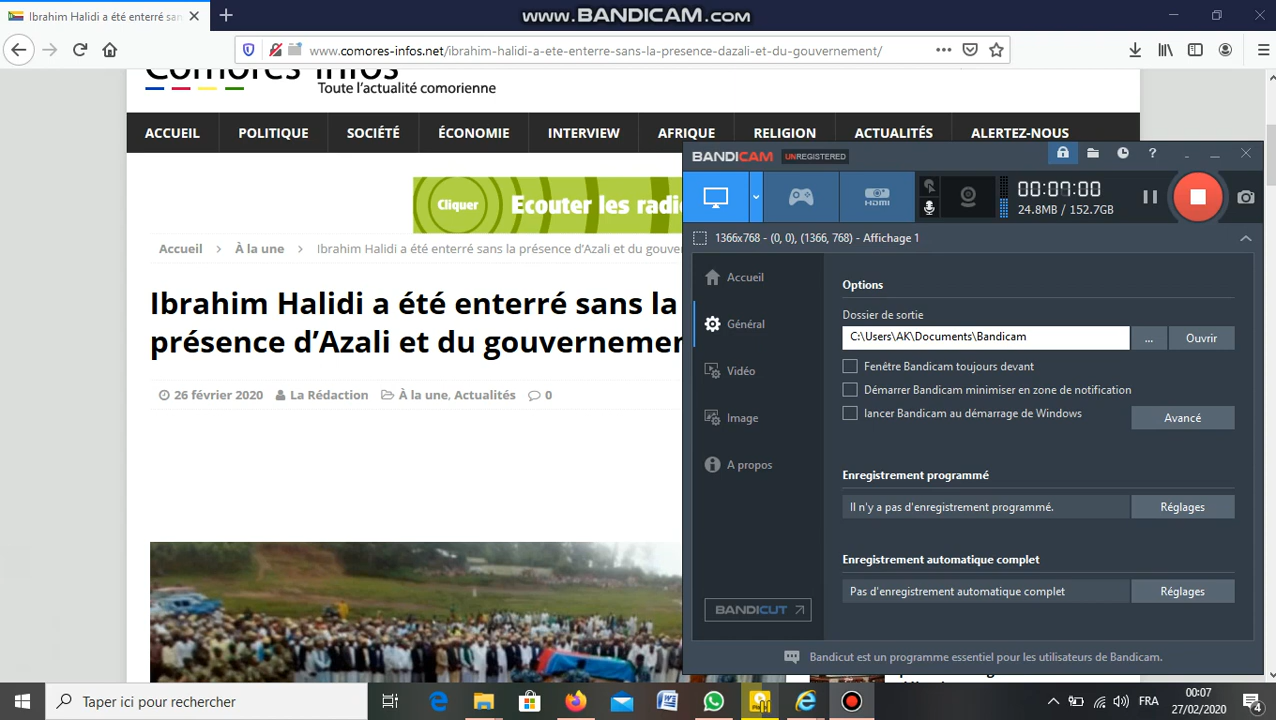 Ibrahim Halidi a été enterré san
www.BANDICAM.com
www.comores-infos.net/ibrahim-halidi-a-ete-enterre-sans-la-presence-dazali-et-du-gouvernement/
Comores Infos
Toute l'actualité comorienne
ACCUEIL POLITIQUE SOCIÉTÉ ÉCONOMIE INTERVIEW AFRIQUE RELIGION ACTUALITÉS ALERTEZ-NOUS
Cliquer Ecouter les radi
Accueil > À la une > Ibrahim Halidi a été enterré sans la présence d'Azali et du gouve
Ibrahim Halidi a été enterré sans la
présence d'Azali et du gouvernemen
26 février 2020 La Rédaction À la une, Actualités 0
BANDICAM UNREGISTERED
HDMI
00:07:00
24.8MB / 152.7GB
1366x768 - (0, 0), (1366, 768) - Affichage 1
Accueil
Général
Vidéo
Image
A propos
BANDICUT
Options
Dossier de sortie
C:\Users\AK\Documents\Bandicam
... Ouvrir
Fenêtre Bandicam toujours devant
Démarrer Bandicam minimiser en zone de notification
lancer Bandicam au démarrage de Windows
Avancé
Enregistrement programmé
Il n'y a pas d'enregistrement programmé. Réglages
Enregistrement automatique complet
Pas d'enregistrement automatique complet Réglages
Bandicut est un programme essentiel pour les utilisateurs de Bandicam.
Taper ici pour rechercher
FRA
00:07
27/02/2020
4